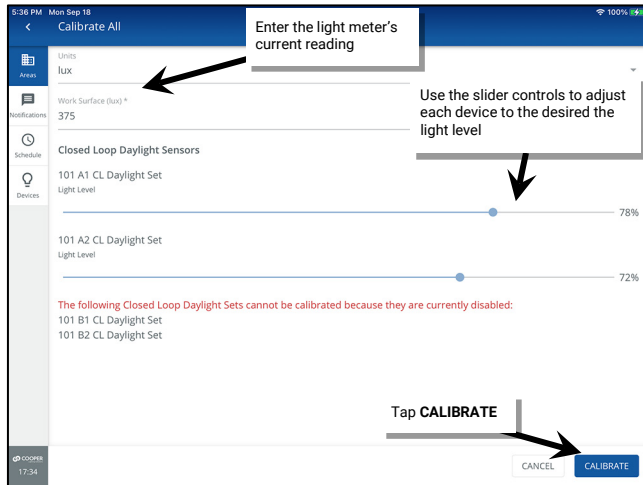 5:36 PM Mon Sep 18
100%
Calibrate All
Enter the light meter's
current reading
Areas
Units
lux
Notifications
Work Surface (lux) *
375
Use the slider controls to adjust
each device to the desired the
light level
Schedule
Closed Loop Daylight Sensors
Devices
101 A1 CL Daylight Set
Light Level
78%
101 A2 CL Daylight Set
Light Level
72%
The following Closed Loop Daylight Sets cannot be calibrated because they are currently disabled:
101 B1 CL Daylight Set
101 B2 CL Daylight Set
Tap CALIBRATE
COOPER
17:34
CANCEL
CALIBRATE